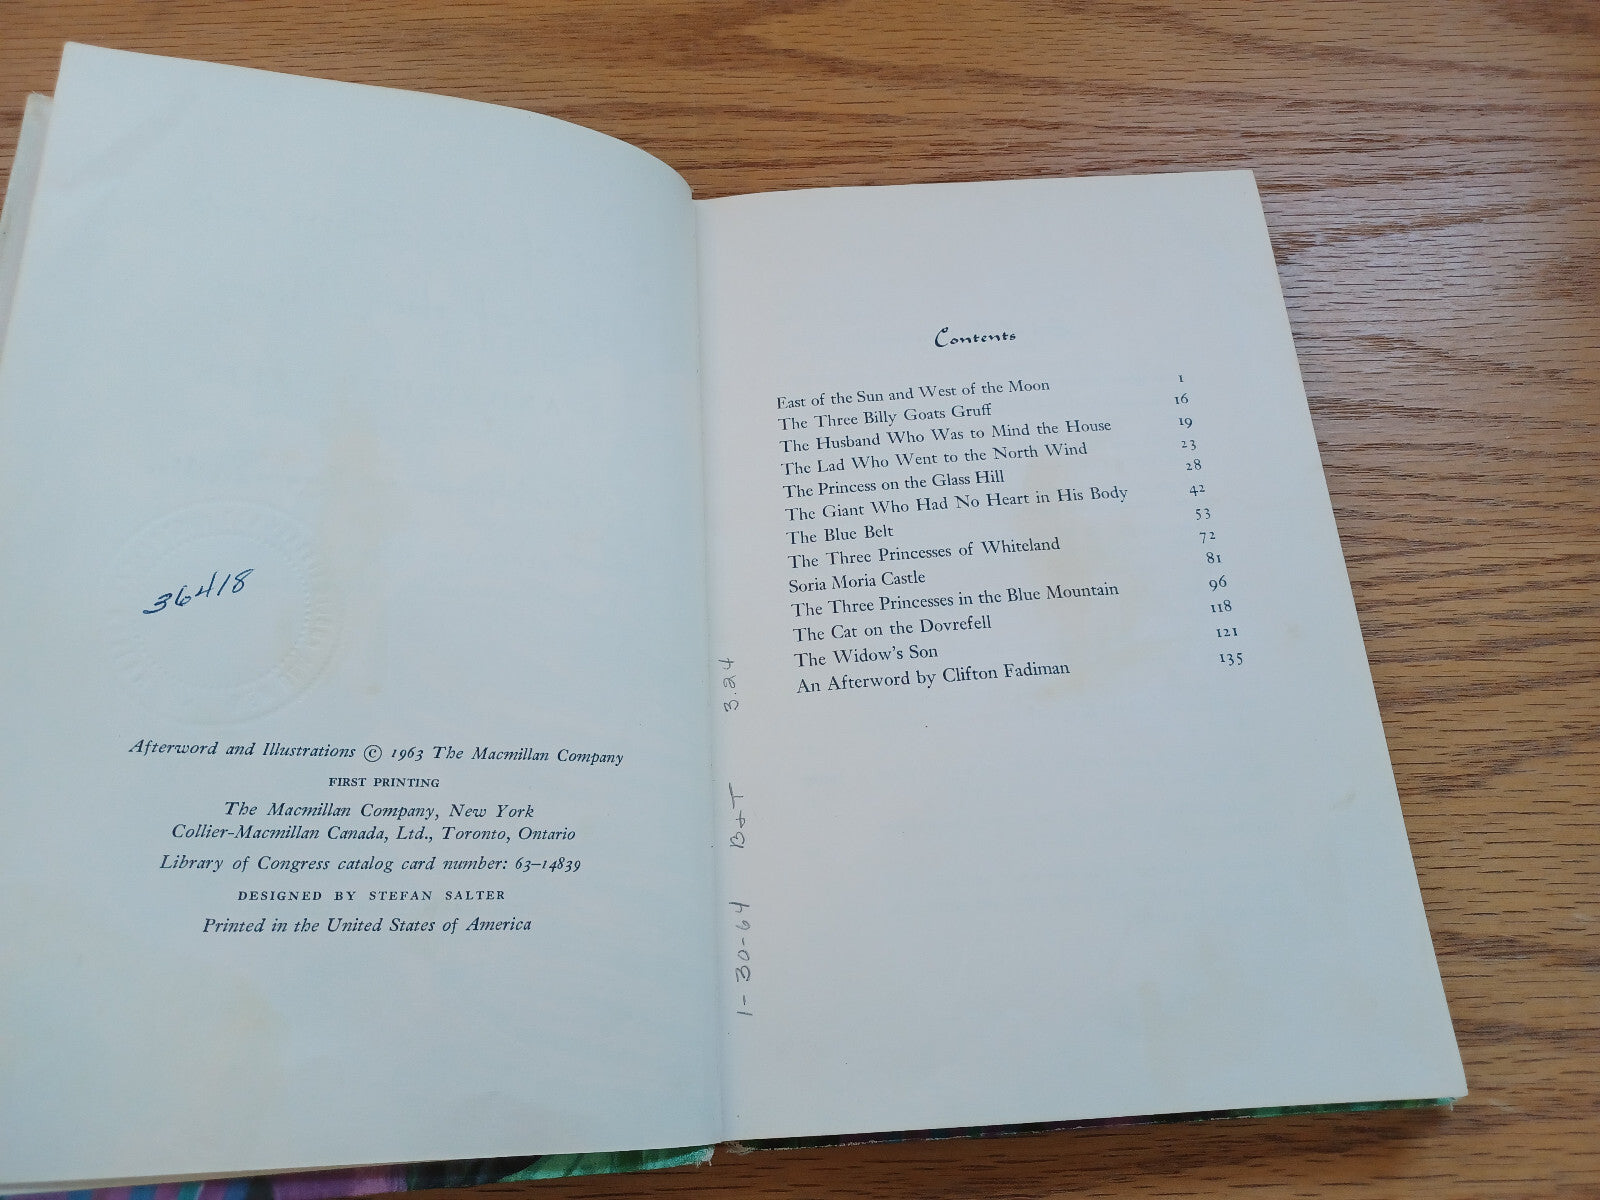 36418
Afterword and Illustrations © 1963 The Macmillan Company
FIRST PRINTING
The Macmillan Company, New York
Collier-Macmillan Canada, Ltd., Toronto, Ontario
Library of Congress catalog card number: 63–14839
DESIGNED BY STEFAN SALTER
Printed in the United States of America
1-30-64 B+T 3.24
Contents
East of the Sun and West of the Moon 1
The Three Billy Goats Gruff 16
The Husband Who Was to Mind the House 19
The Lad Who Went to the North Wind 23
The Princess on the Glass Hill 28
The Giant Who Had No Heart in His Body 42
The Blue Belt 53
The Three Princesses of Whiteland 72
Soria Moria Castle 81
The Three Princesses in the Blue Mountain 96
The Cat on the Dovrefell 118
The Widow's Son 121
An Afterword by Clifton Fadiman 135